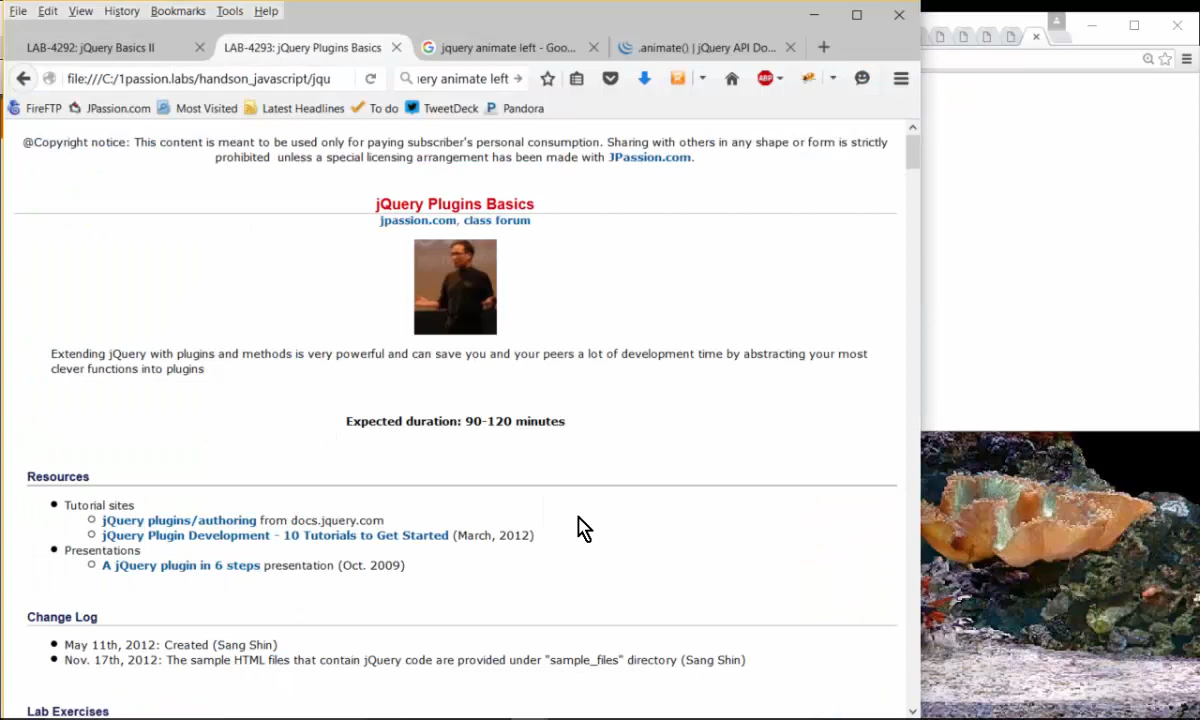 File Edit View History Bookmarks Tools Help
LAB-4292: jQuery Basics II
LAB-4293: jQuery Plugins Basics
jquery animate left - Goo...
.animate() | jQuery API Do...
file:///C:/1passion.labs/handson_javascript/jqu
ery animate left
ABP
FireFTP JPassion.com Most Visited Latest Headlines To do TweetDeck Pandora
@Copyright notice: This content is meant to be used only for paying subscriber's personal consumption. Sharing with others in any shape or form is strictly
prohibited unless a special licensing arrangement has been made with JPassion.com.
jQuery Plugins Basics
jpassion.com, class forum
Extending jQuery with plugins and methods is very powerful and can save you and your peers a lot of development time by abstracting your most
clever functions into plugins
Expected duration: 90-120 minutes
Resources
Tutorial sites
jQuery plugins/authoring from docs.jquery.com
jQuery Plugin Development - 10 Tutorials to Get Started (March, 2012)
Presentations
A jQuery plugin in 6 steps presentation (Oct. 2009)
Change Log
May 11th, 2012: Created (Sang Shin)
Nov. 17th, 2012: The sample HTML files that contain jQuery code are provided under "sample_files" directory (Sang Shin)
Lab Exercises